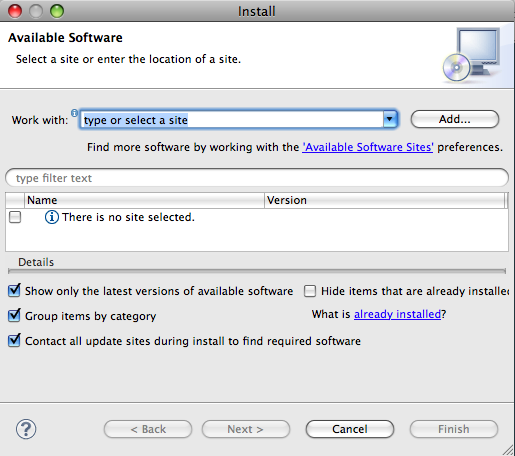 Install
Available Software
Select a site or enter the location of a site.
Work with: type or select a site Add...
Find more software by working with the 'Available Software Sites' preferences.
type filter text
Name Version
There is no site selected.
Details
Show only the latest versions of available software Hide items that are already installe
Group items by category What is already installed?
Contact all update sites during install to find required software
? < Back Next > Cancel Finish